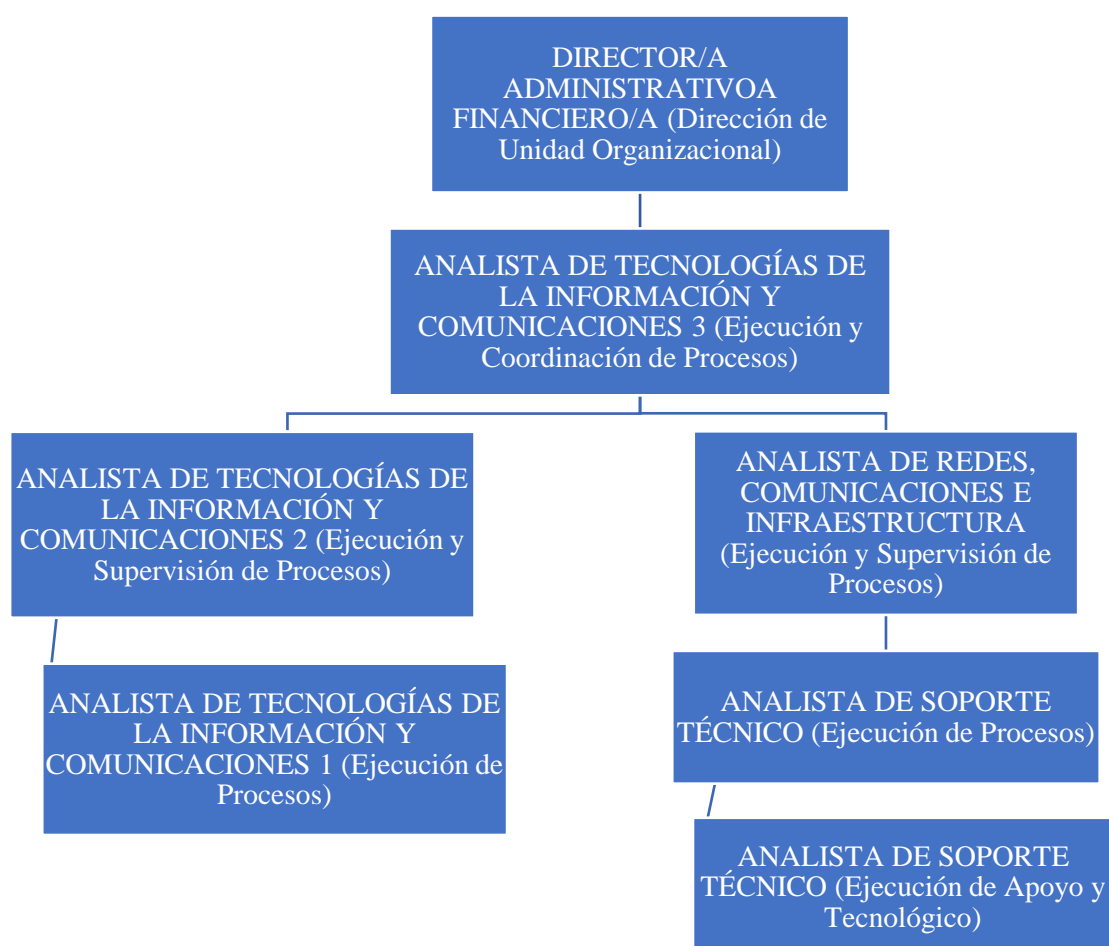 DIRECTOR/A
ADMINISTRATIVOA
FINANCIERO/A (Dirección de
Unidad Organizacional)
ANALISTA DE TECNOLOGÍAS DE
LA INFORMACIÓN Y
COMUNICACIONES 3 (Ejecución y
Coordinación de Procesos)
ANALISTA DE TECNOLOGÍAS DE
LA INFORMACIÓN Y
COMUNICACIONES 2 (Ejecución y
Supervisión de Procesos)
ANALISTA DE TECNOLOGÍAS DE
LA INFORMACIÓN Y
COMUNICACIONES 1 (Ejecución de
Procesos)
ANALISTA DE REDES,
COMUNICACIONES E
INFRAESTRUCTURA
(Ejecución y Supervisión de
Procesos)
ANALISTA DE SOPORTE
TÉCNICO (Ejecución de Procesos)
ANALISTA DE SOPORTE
TÉCNICO (Ejecución de Apoyo y
Tecnológico)